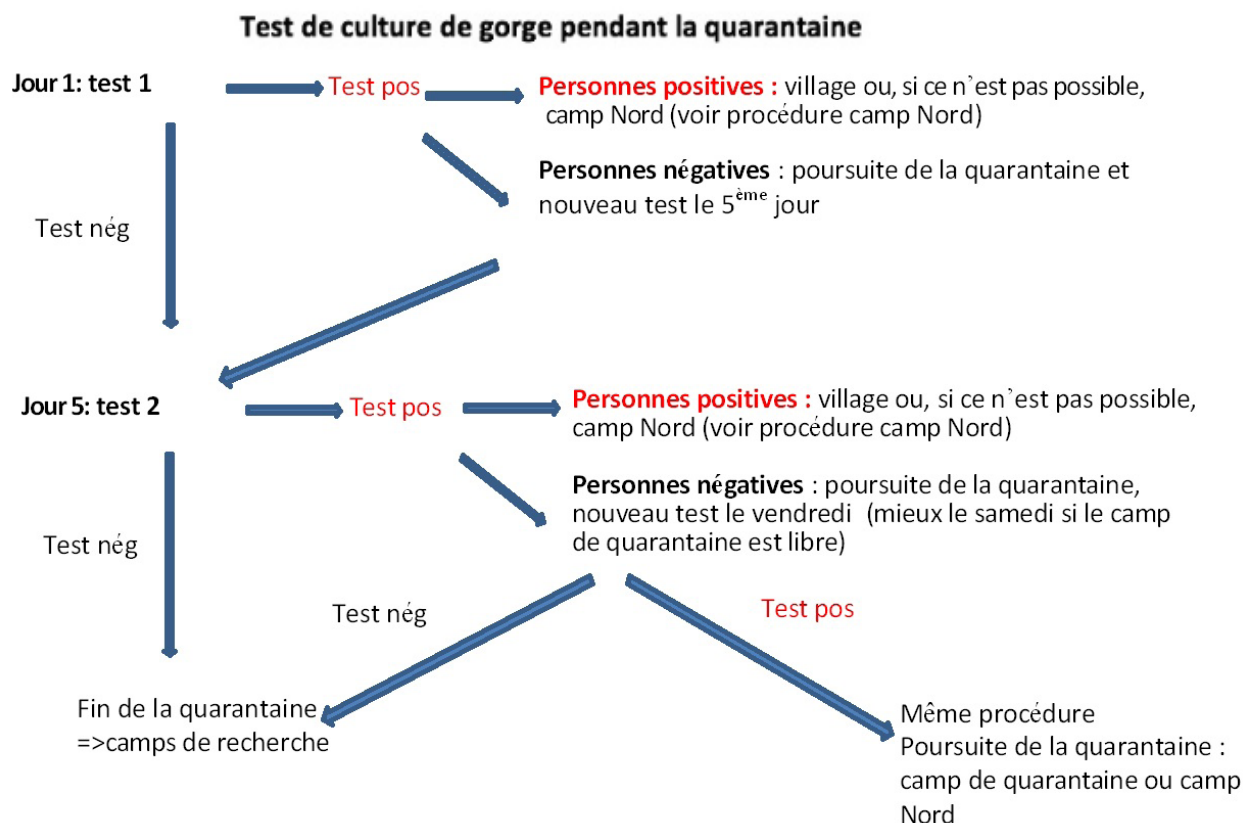 Test de culture de gorge pendant la quarantaine
Jour 1: test 1
Test pos
Personnes positives : village ou, si ce n'est pas possible,
camp Nord (voir procédure camp Nord)
Personnes négatives : poursuite de la quarantaine et
nouveau test le 5ème jour
Test nég
Jour 5: test 2
Test pos
Personnes positives : village ou, si ce n'est pas possible,
camp Nord (voir procédure camp Nord)
Personnes négatives : poursuite de la quarantaine,
nouveau test le vendredi (mieux le samedi si le camp
de quarantaine est libre)
Test nég
Test nég
Test pos
Fin de la quarantaine
=>camps de recherche
Même procédure
Poursuite de la quarantaine :
camp de quarantaine ou camp
Nord